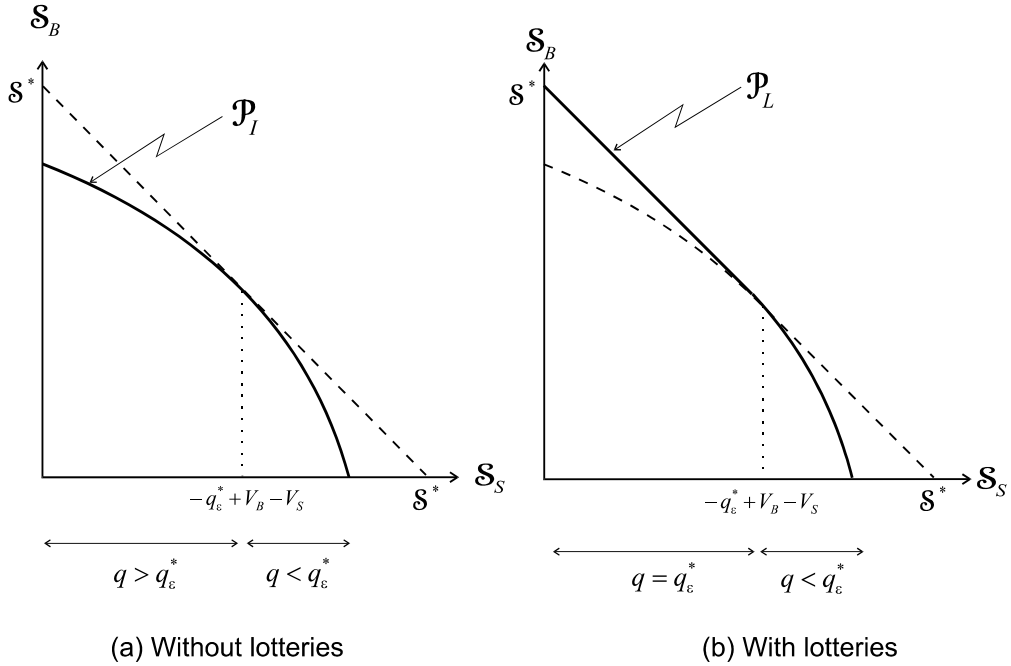 𝒮_B
𝒮*
𝒫_I
𝒮_S
−q*_ε + V_B − V_S
𝒮*
q > q*_ε
q < q*_ε
(a) Without lotteries
𝒮_B
𝒮*
𝒫_L
𝒮_S
−q*_ε + V_B − V_S
𝒮*
q = q*_ε
q < q*_ε
(b) With lotteries